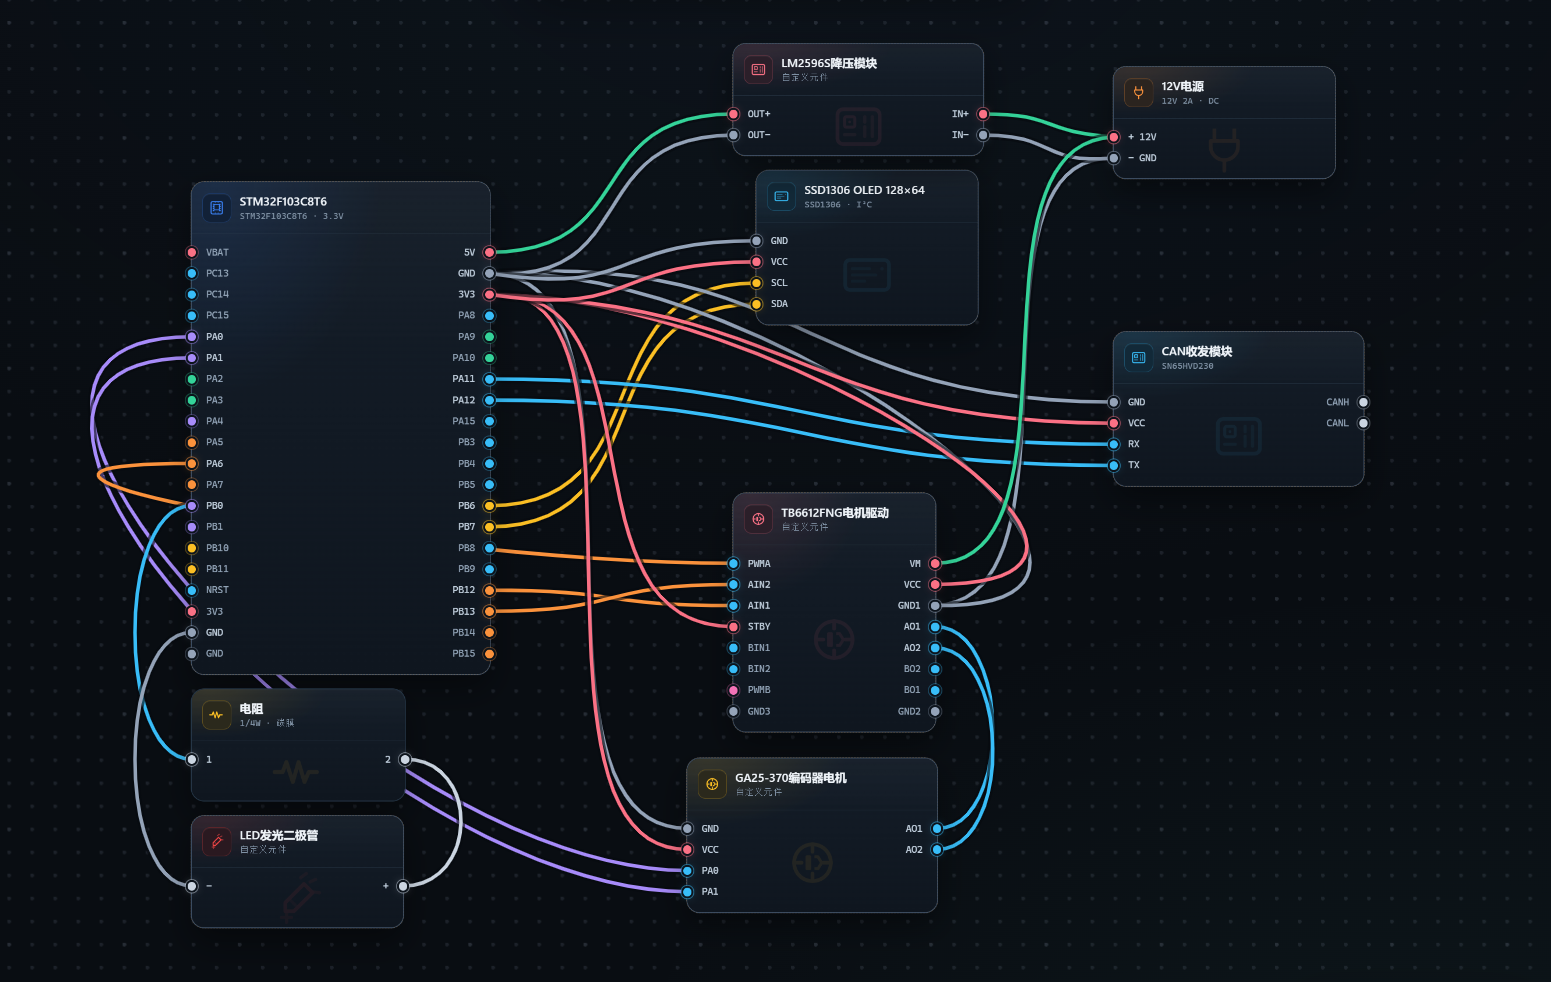 LM2596S降压模块
自定义元件
OUT+
IN+
OUT−
IN−
12V电源
12V 2A · DC
+ 12V
− GND
STM32F103C8T6
STM32F103C8T6 · 3.3V
VBAT
5V
PC13
GND
PC14
3V3
PC15
PA8
PA0
PA9
PA1
PA10
PA2
PA11
PA3
PA12
PA4
PA15
PA5
PB3
PA6
PB4
PA7
PB5
PB0
PB6
PB1
PB7
PB10
PB8
PB11
PB9
NRST
PB12
3V3
PB13
GND
PB14
GND
PB15
SSD1306 OLED 128×64
SSD1306 · I²C
GND
VCC
SCL
SDA
CAN收发模块
SN65HVD230
GND
CANH
VCC
CANL
RX
TX
TB6612FNG电机驱动
自定义元件
PWMA
VM
AIN2
VCC
AIN1
GND1
STBY
AO1
BIN1
AO2
BIN2
BO2
PWMB
BO1
GND3
GND2
电阻
1/4W · 碳膜
1
2
LED发光二极管
自定义元件
−
+
GA25-370编码器电机
自定义元件
GND
AO1
VCC
AO2
PA0
PA1